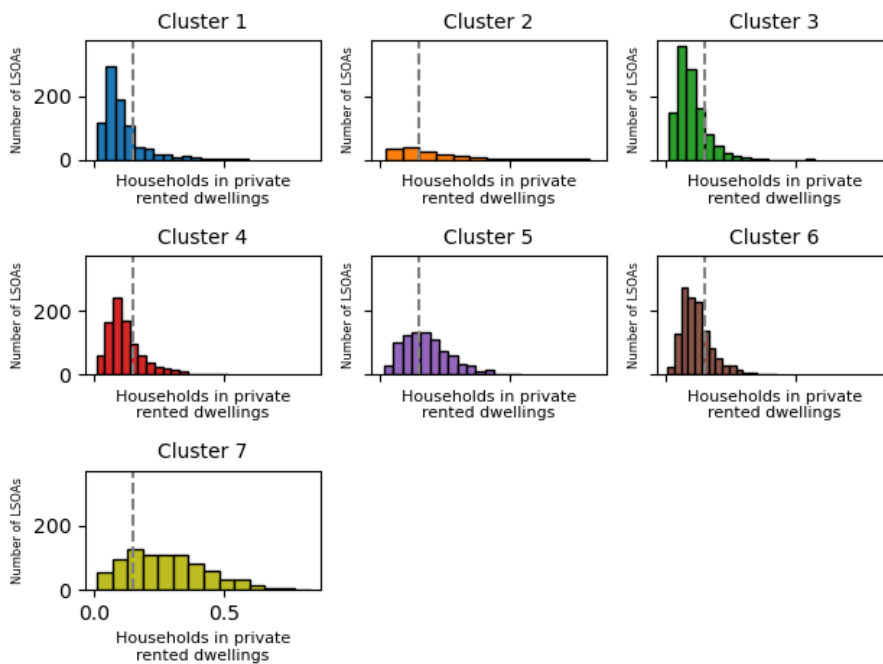 Cluster 1
Cluster 2
Cluster 3
Number of LSOAs
200
0
Households in private
rented dwellings
Number of LSOAs
Households in private
rented dwellings
Number of LSOAs
Households in private
rented dwellings
Cluster 4
Cluster 5
Cluster 6
Number of LSOAs
200
0
Households in private
rented dwellings
Number of LSOAs
Households in private
rented dwellings
Number of LSOAs
Households in private
rented dwellings
Cluster 7
Number of LSOAs
200
0
0.0
0.5
Households in private
rented dwellings